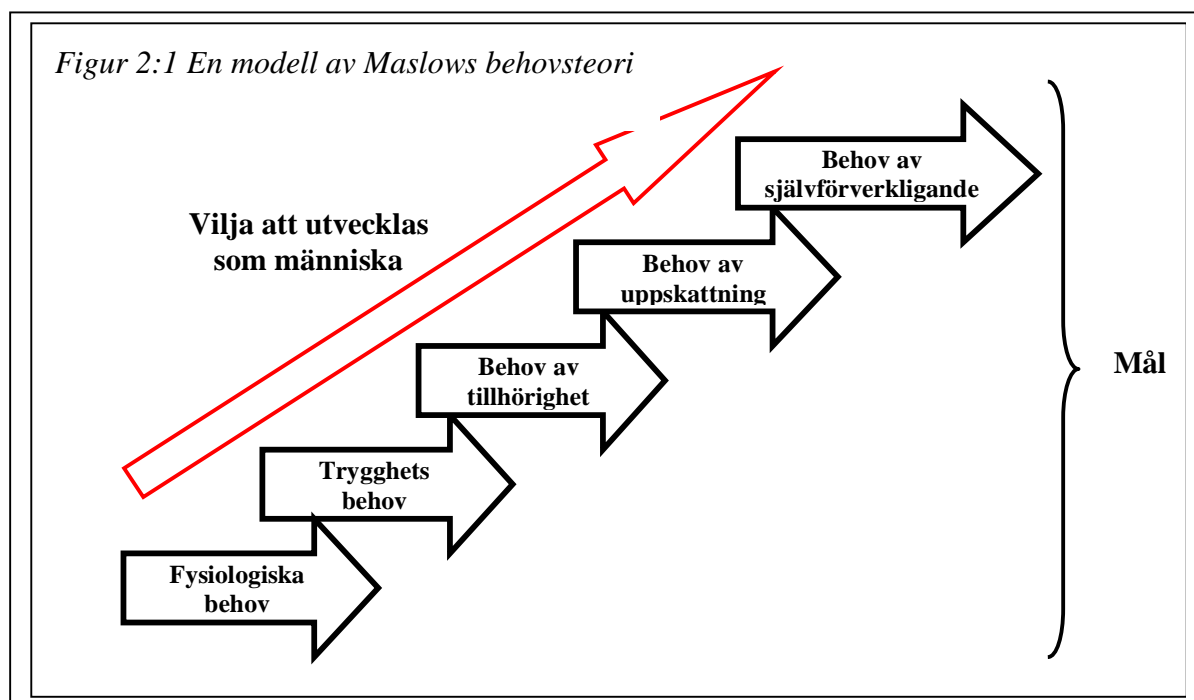 Figur 2:1 En modell av Maslows behovsteori
Behov av
självförverkligande
Vilja att utvecklas
som människa
Behov av
uppskattning
Behov av
tillhörighet
Mål
Trygghets
behov
Fysiologiska
behov